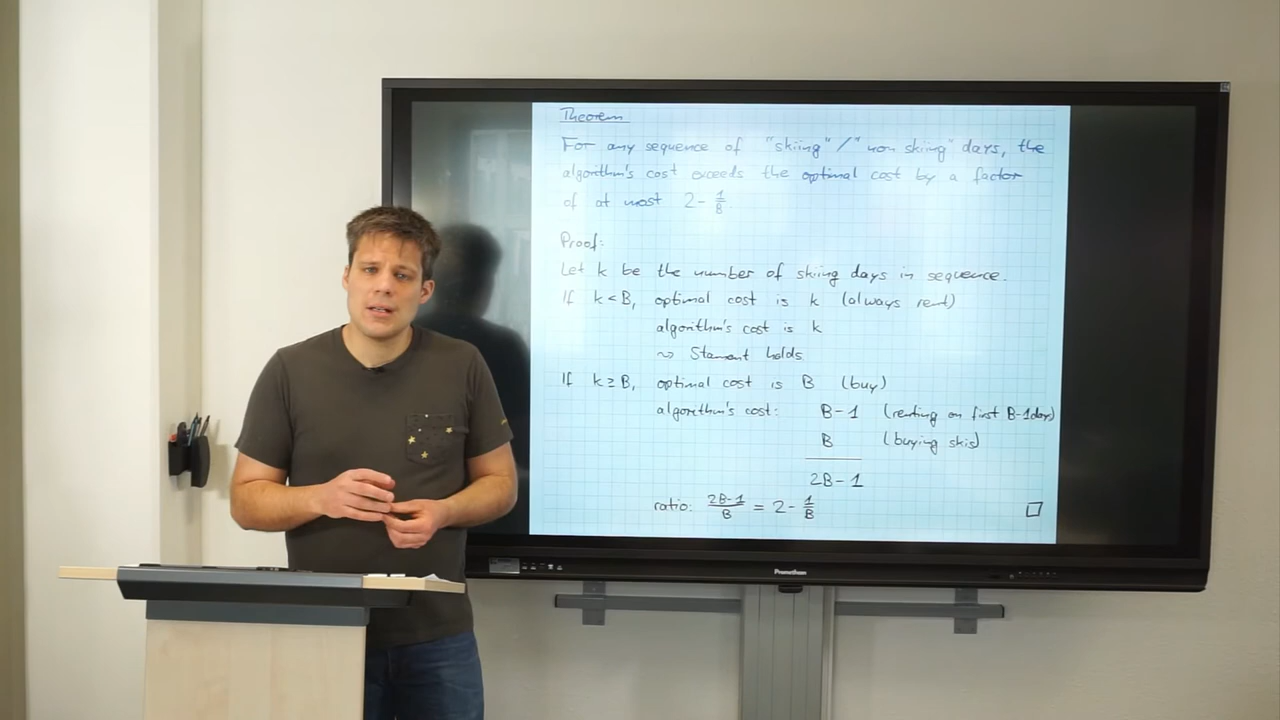 Theorem
For any sequence of "skiing"/"non skiing" days, the
algorithm's cost exceeds the optimal cost by a factor
of at most 2 - 1/B.
Proof:
Let k be the number of skiing days in sequence.
If k < B, optimal cost is k (always rent)
algorithm's cost is k
⇝ Stament holds
If k ≥ B, optimal cost is B (buy)
algorithm's cost: B-1 (renting on first B-1 days)
B (buying skis)
2B-1
ratio: 2B-1/B = 2 - 1/B □
Promethean